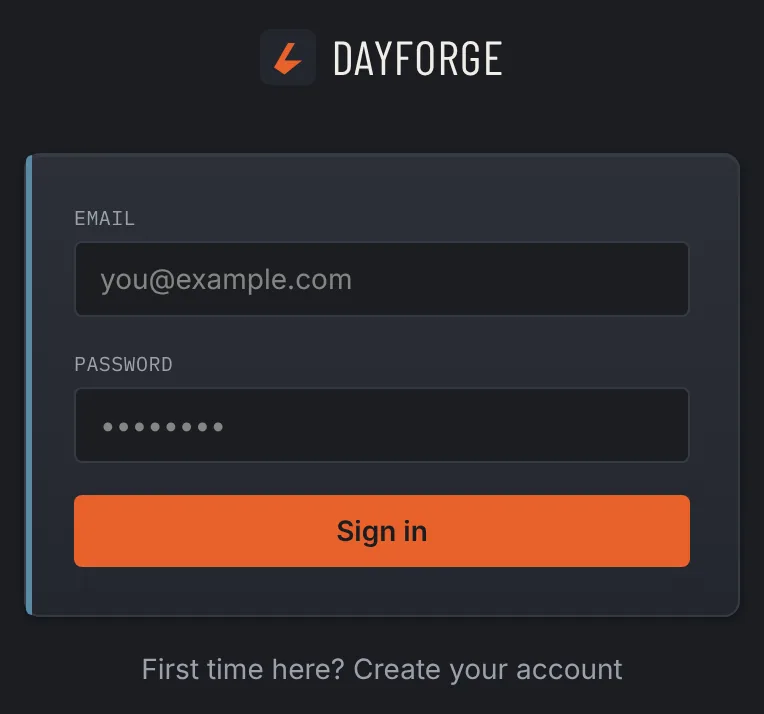 DAYFORGE
EMAIL
you@example.com
PASSWORD
••••••••
Sign in
First time here? Create your account